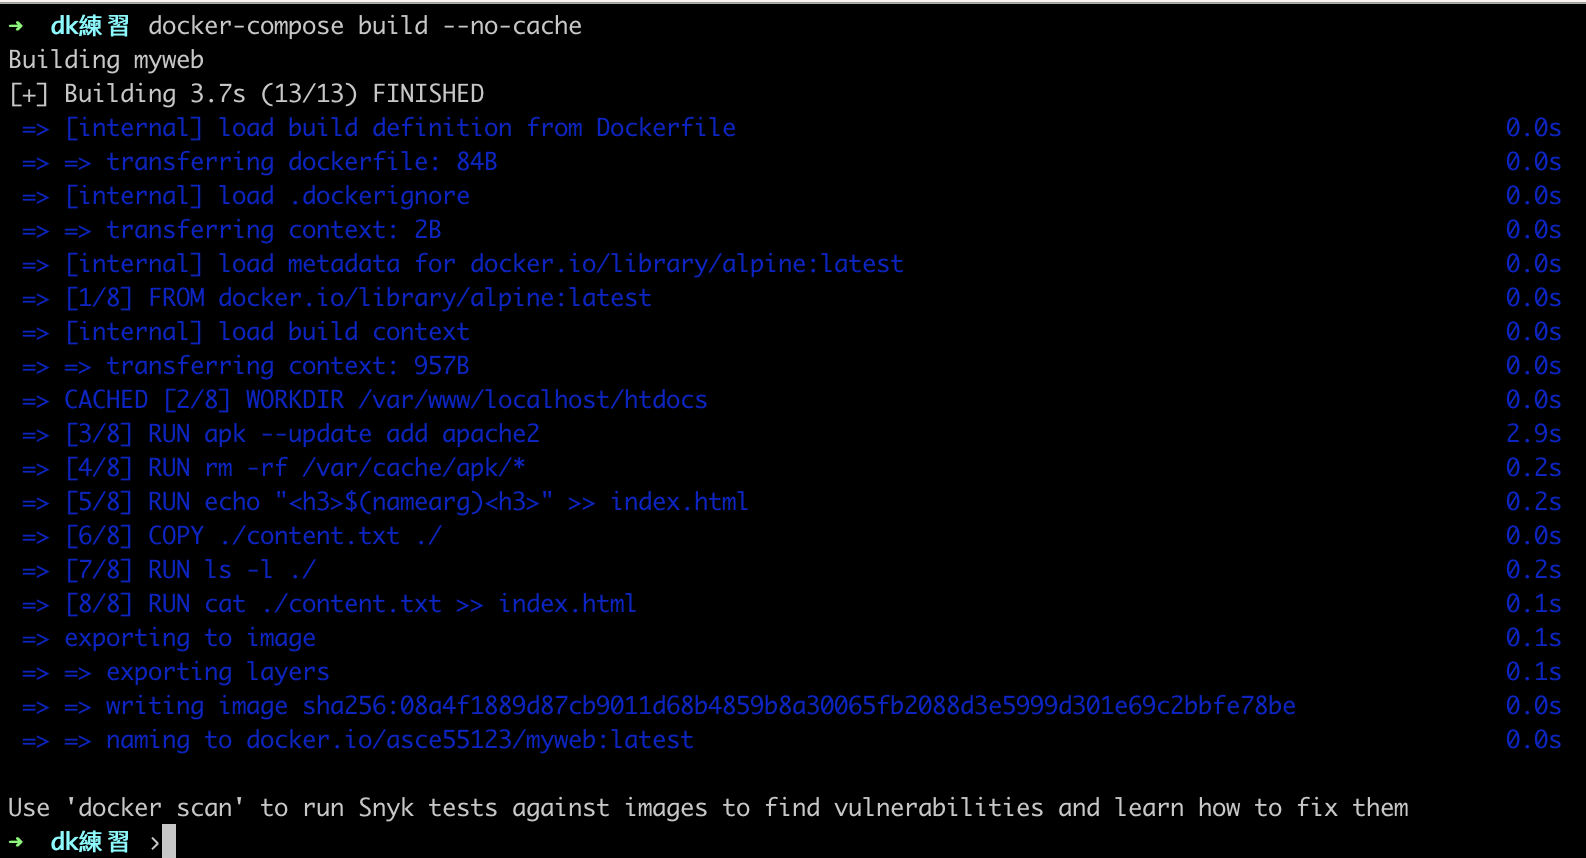 ➜ dk練習 docker-compose build --no-cache
Building myweb
[+] Building 3.7s (13/13) FINISHED
=> [internal] load build definition from Dockerfile 0.0s
=> => transferring dockerfile: 84B 0.0s
=> [internal] load .dockerignore 0.0s
=> => transferring context: 2B 0.0s
=> [internal] load metadata for docker.io/library/alpine:latest 0.0s
=> [1/8] FROM docker.io/library/alpine:latest 0.0s
=> [internal] load build context 0.0s
=> => transferring context: 957B 0.0s
=> CACHED [2/8] WORKDIR /var/www/localhost/htdocs 0.0s
=> [3/8] RUN apk --update add apache2 2.9s
=> [4/8] RUN rm -rf /var/cache/apk/* 0.2s
=> [5/8] RUN echo "<h3>$(namearg)<h3>" >> index.html 0.2s
=> [6/8] COPY ./content.txt ./ 0.0s
=> [7/8] RUN ls -l ./ 0.2s
=> [8/8] RUN cat ./content.txt >> index.html 0.1s
=> exporting to image 0.1s
=> => exporting layers 0.1s
=> => writing image sha256:08a4f1889d87cb9011d68b4859b8a30065fb2088d3e5999d301e69c2bbfe78be 0.0s
=> => naming to docker.io/asce55123/myweb:latest 0.0s
Use 'docker scan' to run Snyk tests against images to find vulnerabilities and learn how to fix them
➜ dk練習 ›